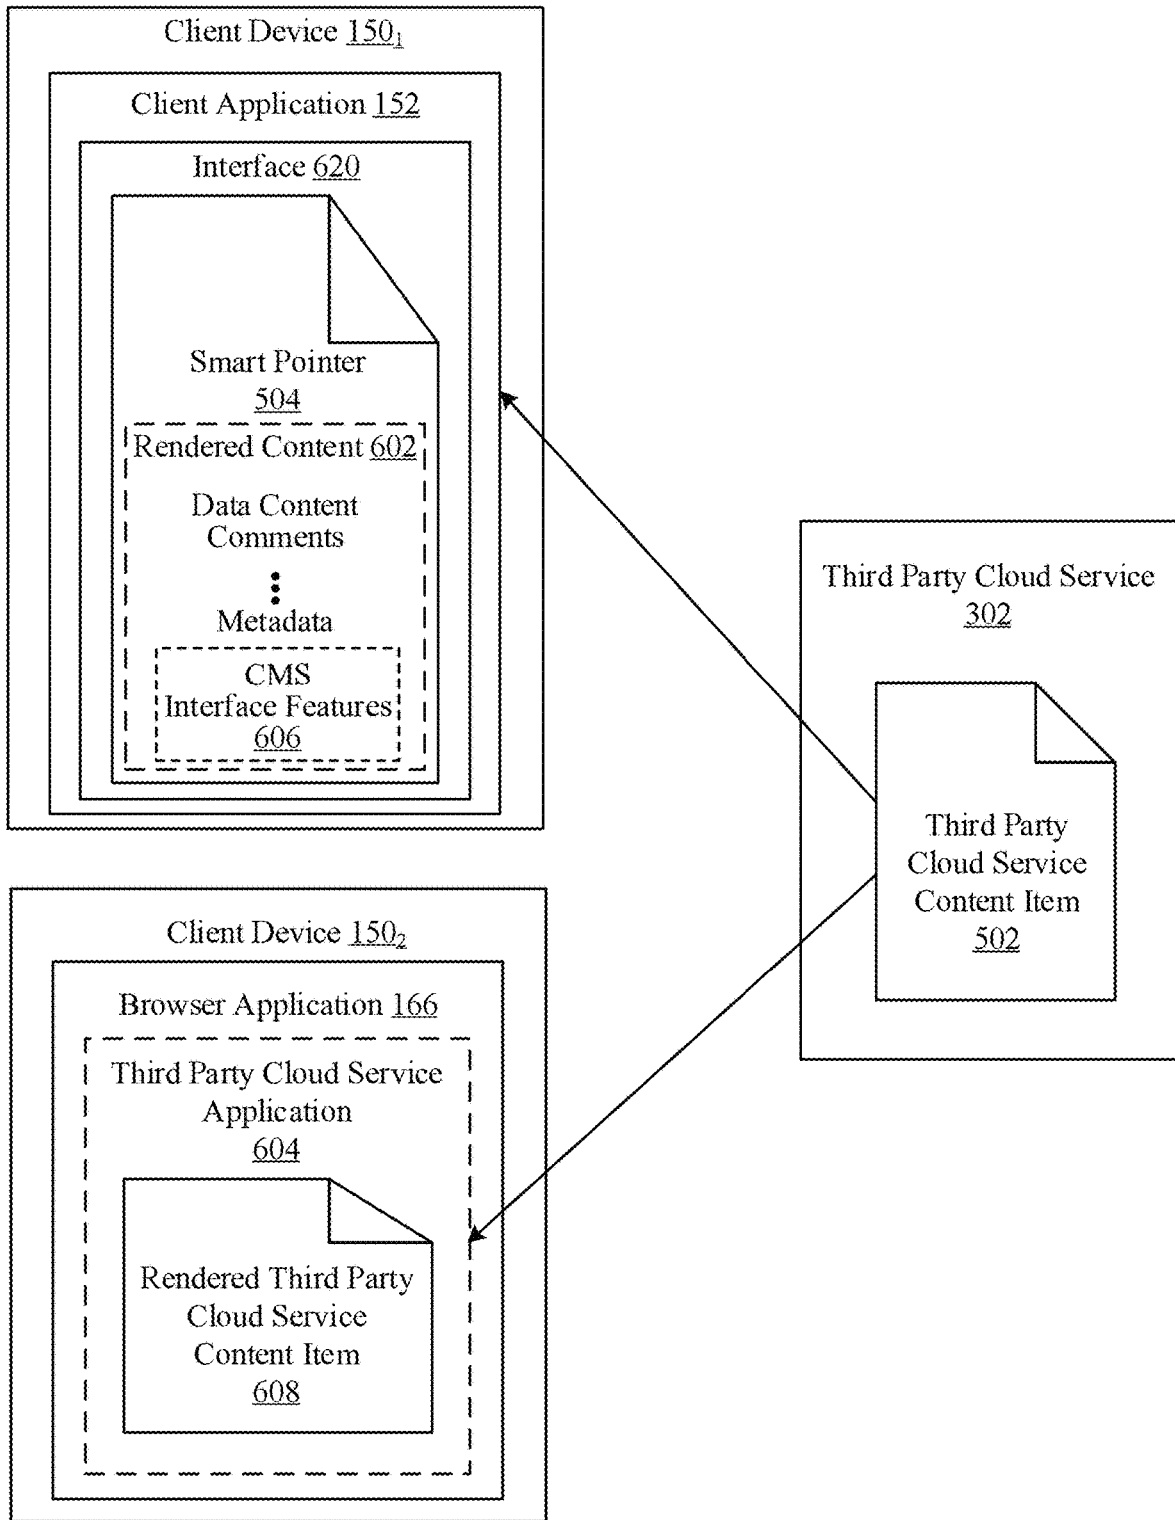 Client Device 150₁
Client Application 152
Interface 620
Smart Pointer
504
Rendered Content 602
Data Content
Comments
Metadata
CMS
Interface Features
606
Third Party Cloud Service
302
Third Party
Cloud Service
Content Item
502
Client Device 150₂
Browser Application 166
Third Party Cloud Service
Application
604
Rendered Third Party
Cloud Service
Content Item
608